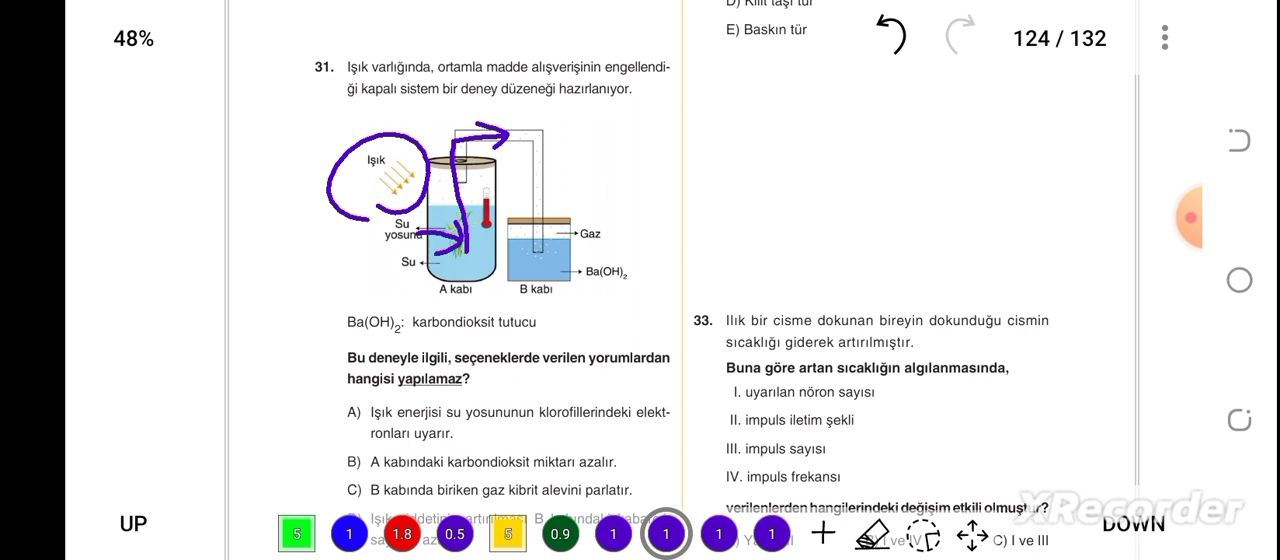 48%
124 / 132
E) Baskın tür
31. Işık varlığında, ortamla madde alışverişinin engellendi-
ği kapalı sistem bir deney düzeneği hazırlanıyor.
Işık
Su
yosunu
Su
Gaz
Ba(OH)2
A kabı
B kabı
Ba(OH)2: karbondioksit tutucu
Bu deneyle ilgili, seçeneklerde verilen yorumlardan
hangisi yapılamaz?
A) Işık enerjisi su yosununun klorofillerindeki elekt-
ronları uyarır.
B) A kabındaki karbondioksit miktarı azalır.
C) B kabında biriken gaz kibrit alevini parlatır.
33. Ilık bir cisme dokunan bireyin dokunduğu cismin
sıcaklığı giderek artırılmıştır.
Buna göre artan sıcaklığın algılanmasında,
I. uyarılan nöron sayısı
II. impuls iletim şekli
III. impuls sayısı
IV. impuls frekansı
verilenlerden hangilerindeki değişim etkili olmuştur?
C) I ve III
UP
DOWN
5 1 1.8 0.5 5 0.9 1 1 1 1
XRecorder